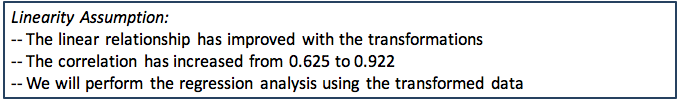 Linearity Assumption:
-- The linear relationship has improved with the transformations
-- The correlation has increased from 0.625 to 0.922
-- We will perform the regression analysis using the transformed data